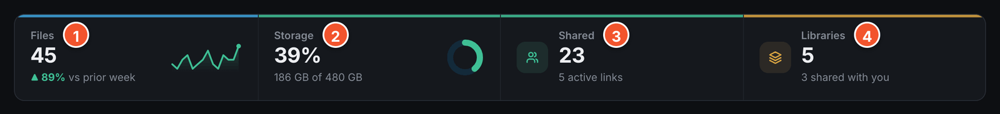 Files 1
45
89% vs prior week
Storage 2
39%
186 GB of 480 GB
Shared 3
23
5 active links
Libraries 4
5
3 shared with you